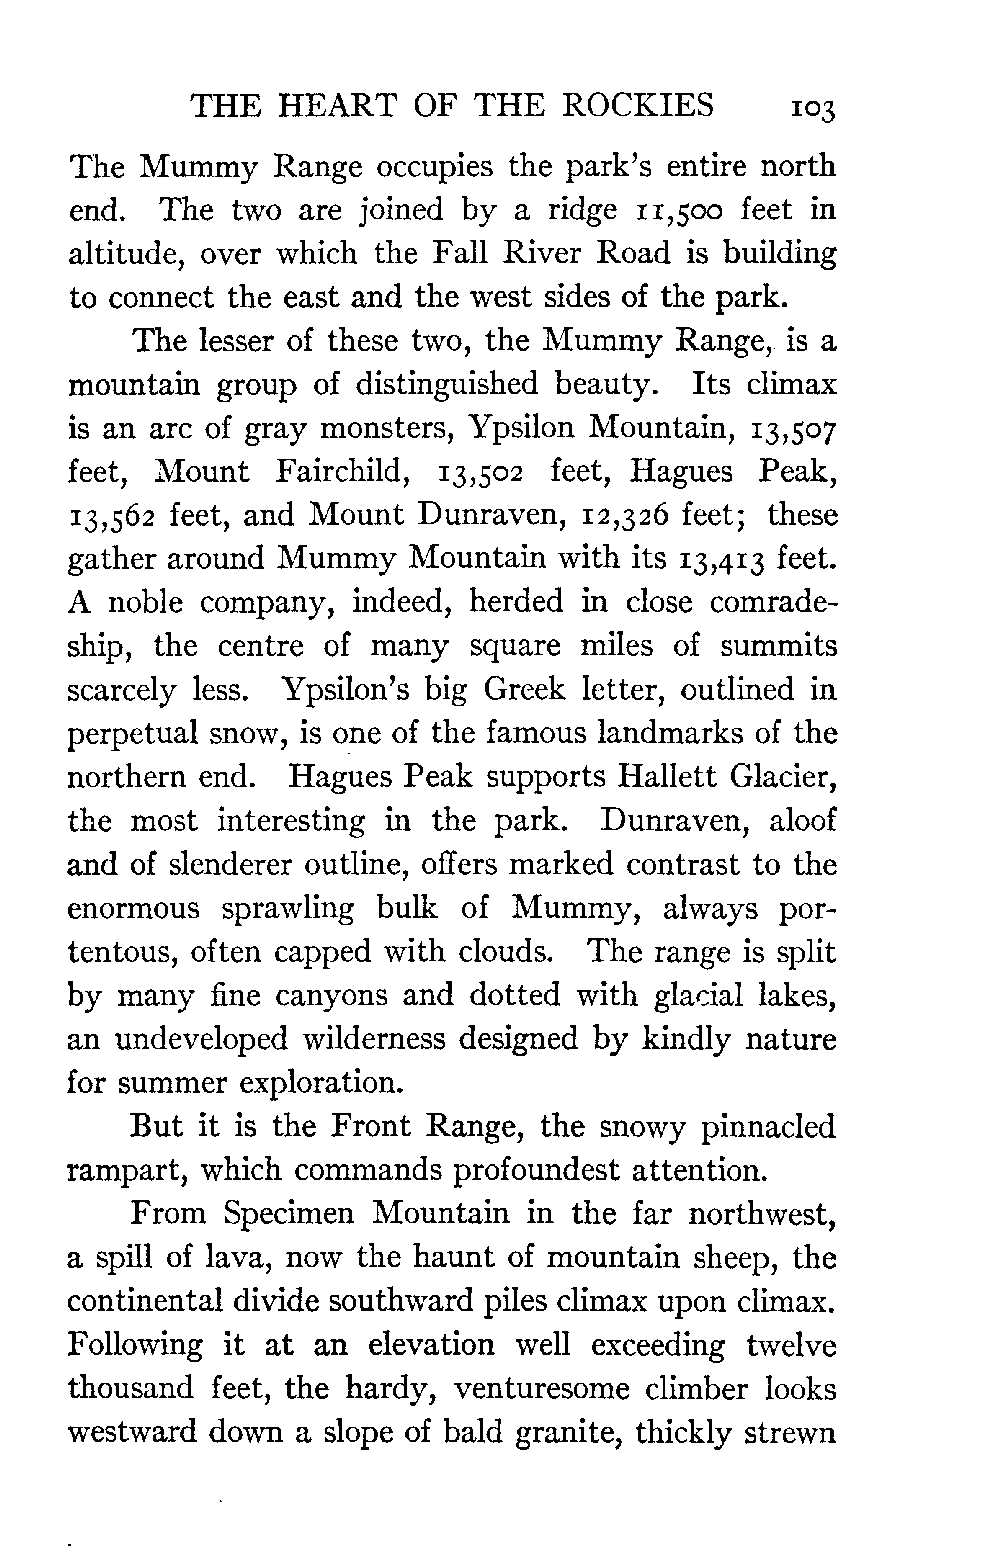 THE HEART OF THE ROCKIES 103
The Mummy Range occupies the park's entire north
end. The two are joined by a ridge 11,500 feet in
altitude, over which the Fall River Road is building
to connect the east and the west sides of the park.
The lesser of these two, the Mummy Range, is a
mountain group of distinguished beauty. Its climax
is an arc of gray monsters, Ypsilon Mountain, 13,507
feet, Mount Fairchild, 13,502 feet, Hagues Peak,
13,562 feet, and Mount Dunraven, 12,326 feet; these
gather around Mummy Mountain with its 13,413 feet.
A noble company, indeed, herded in close comrade-
ship, the centre of many square miles of summits
scarcely less. Ypsilon's big Greek letter, outlined in
perpetual snow, is one of the famous landmarks of the
northern end. Hagues Peak supports Hallett Glacier,
the most interesting in the park. Dunraven, aloof
and of slenderer outline, offers marked contrast to the
enormous sprawling bulk of Mummy, always por-
tentous, often capped with clouds. The range is split
by many fine canyons and dotted with glacial lakes,
an undeveloped wilderness designed by kindly nature
for summer exploration.
But it is the Front Range, the snowy pinnacled
rampart, which commands profoundest attention.
From Specimen Mountain in the far northwest,
a spill of lava, now the haunt of mountain sheep, the
continental divide southward piles climax upon climax.
Following it at an elevation well exceeding twelve
thousand feet, the hardy, venturesome climber looks
westward down a slope of bald granite, thickly strewn